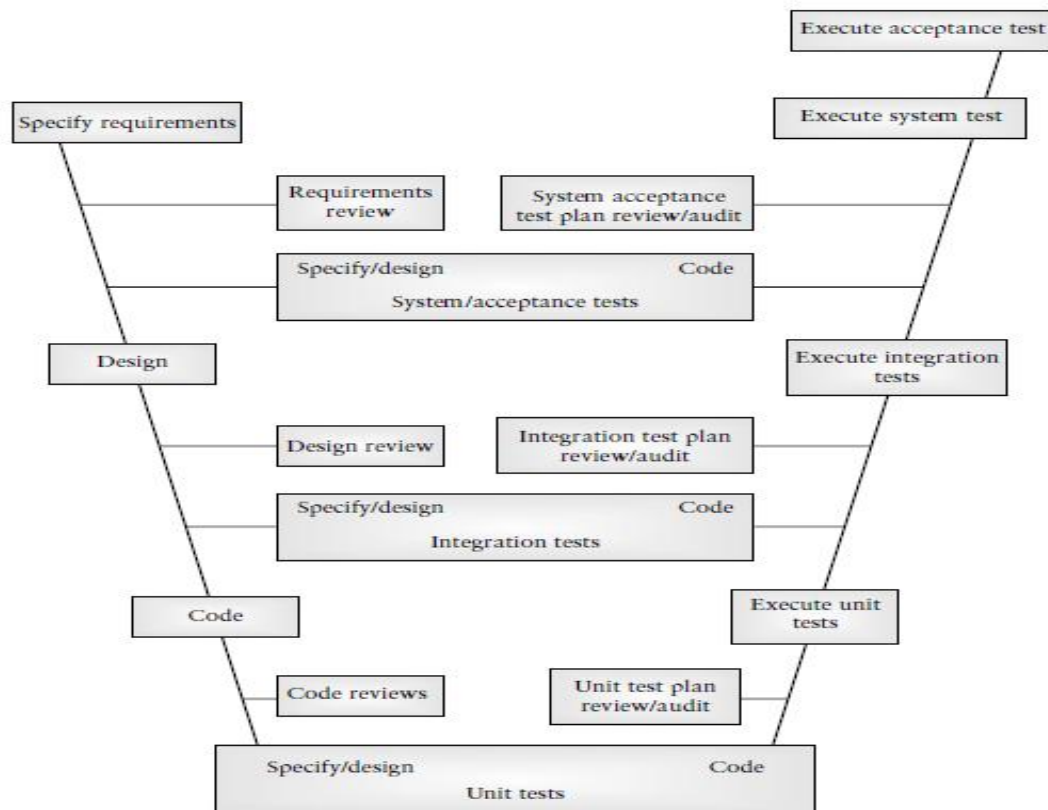 Execute acceptance test
Specify requirements
Execute system test
Requirements
review
System acceptance
test plan review/audit
Specify/design Code
System/acceptance tests
Design
Execute integration
tests
Design review
Integration test plan
review/audit
Specify/design Code
Integration tests
Code
Execute unit
tests
Code reviews
Unit test plan
review/audit
Specify/design Code
Unit tests